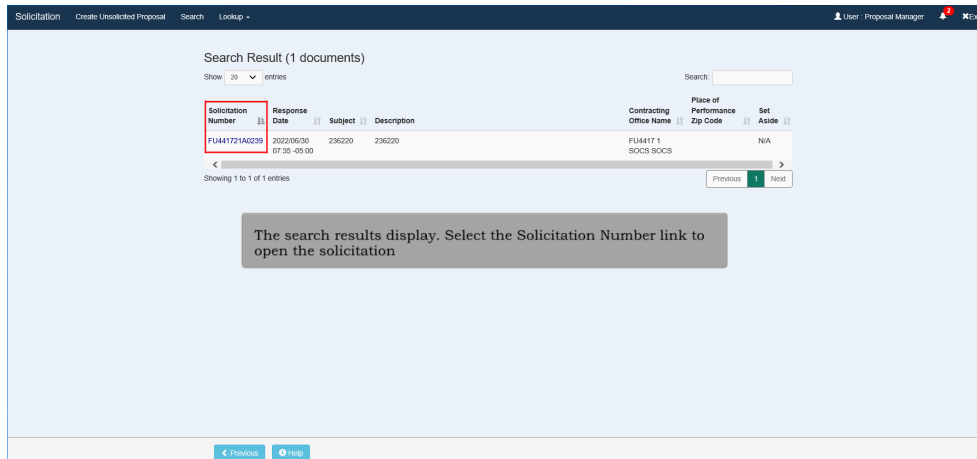 Solicitation Create Unsolicited Proposal Search Lookup User : Proposal Manager 2 Ex
Search Result (1 documents)
Show 20 entries Search:
Solicitation Number Response Date Subject Description Contracting Office Name Place of Performance Zip Code Set Aside
FU441721A0239 2022/06/30 07:35 -05:00 236220 236220 FU4417 1 SOCS SOCS N/A
Showing 1 to 1 of 1 entries Previous 1 Next
The search results display. Select the Solicitation Number link to
open the solicitation
Previous Help